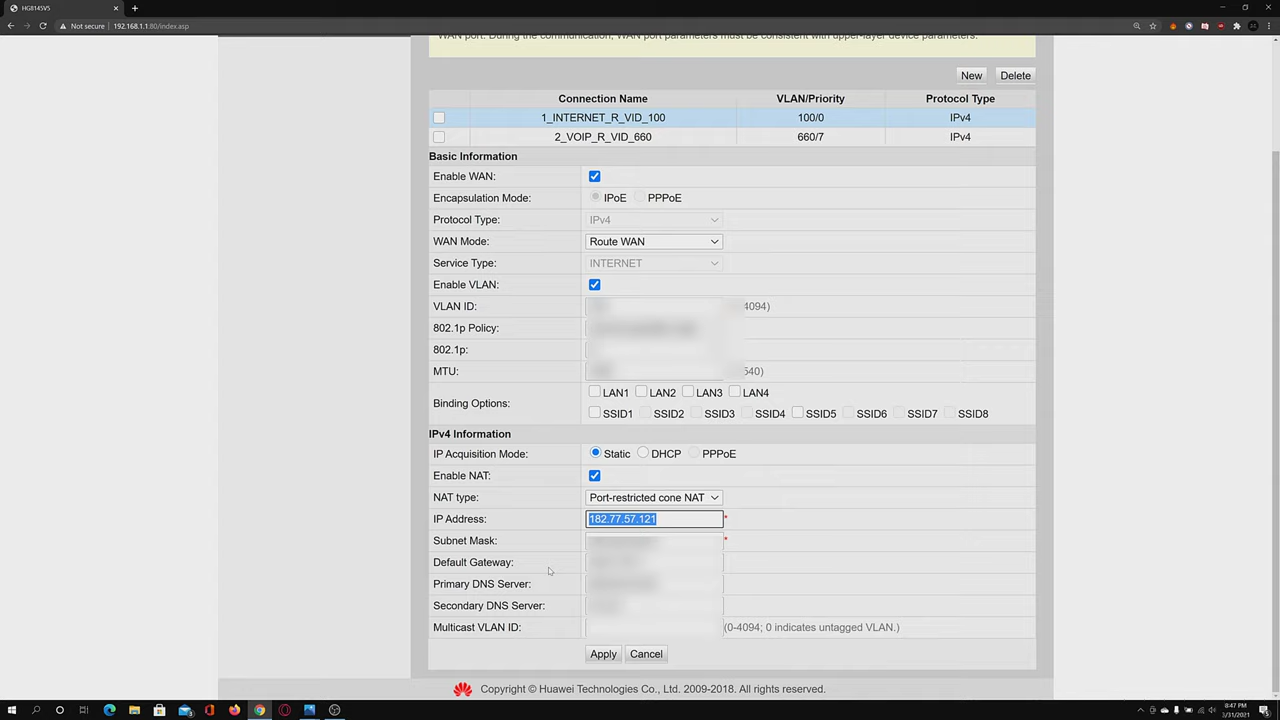 HG8145V5
Not secure 192.168.1.1:80/index.asp
WAN port. During the communication, WAN port parameters must be consistent with upper-layer device parameters.
New Delete
Connection Name VLAN/Priority Protocol Type
1_INTERNET_R_VID_100 100/0 IPv4
2_VOIP_R_VID_660 660/7 IPv4
Basic Information
Enable WAN:
Encapsulation Mode: IPoE PPPoE
Protocol Type: IPv4
WAN Mode: Route WAN
Service Type: INTERNET
Enable VLAN:
VLAN ID: 4094)
802.1p Policy:
802.1p:
MTU: 540)
Binding Options: LAN1 LAN2 LAN3 LAN4
SSID1 SSID2 SSID3 SSID4 SSID5 SSID6 SSID7 SSID8
IPv4 Information
IP Acquisition Mode: Static DHCP PPPoE
Enable NAT:
NAT type: Port-restricted cone NAT
IP Address: 182.77.57.121 *
Subnet Mask: *
Default Gateway:
Primary DNS Server:
Secondary DNS Server:
Multicast VLAN ID: (0-4094; 0 indicates untagged VLAN.)
Apply Cancel
Copyright © Huawei Technologies Co., Ltd. 2009-2018. All rights reserved.
8:47 PM
3/31/2021